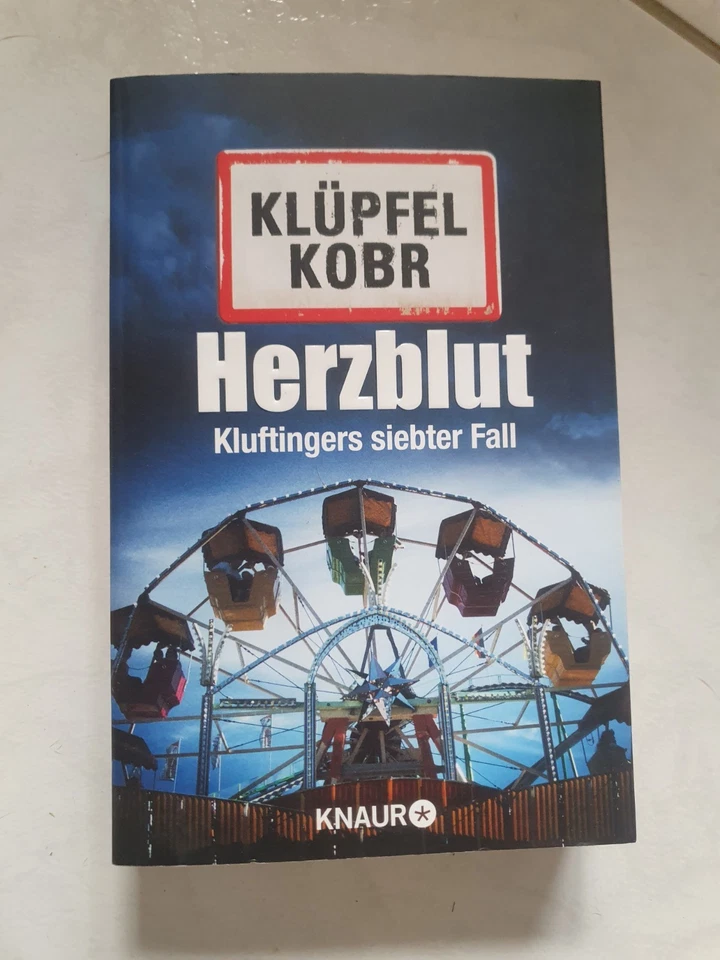 KLÜPFEL
KOBR
Herzblut
Kluftingers siebter Fall
KNAUR